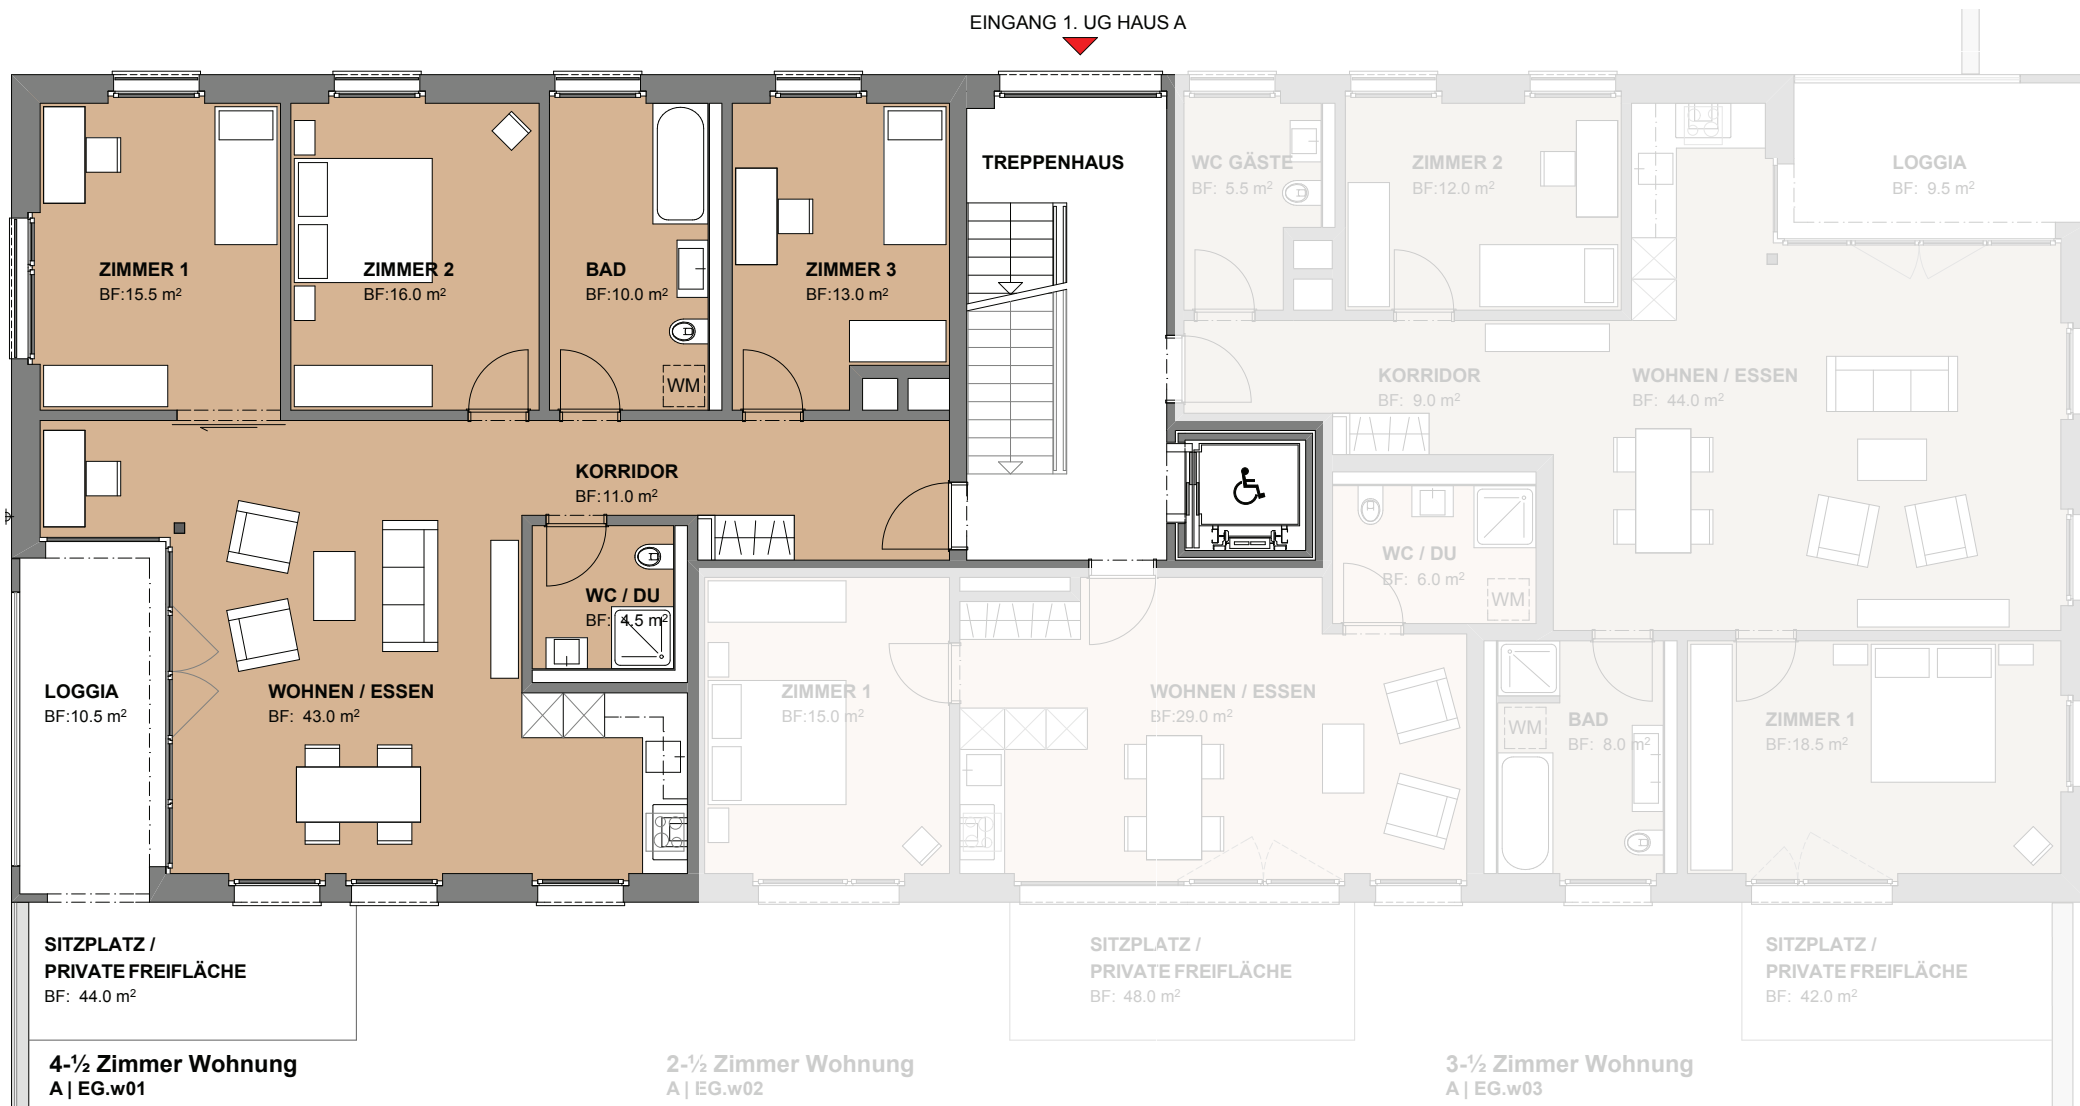 EINGANG 1. UG HAUS A
ZIMMER 1
BF:15.5 m²
ZIMMER 2
BF:16.0 m²
BAD
BF:10.0 m²
WM
ZIMMER 3
BF:13.0 m²
TREPPENHAUS
WC GÄSTE
BF: 5.5 m²
ZIMMER 2
BF:12.0 m²
LOGGIA
BF: 9.5 m²
KORRIDOR
BF: 9.0 m²
WOHNEN / ESSEN
BF: 44.0 m²
KORRIDOR
BF:11.0 m²
WC / DU
BF: 4.5 m²
WC / DU
BF: 6.0 m²
WM
LOGGIA
BF:10.5 m²
WOHNEN / ESSEN
BF: 43.0 m²
ZIMMER 1
BF:15.0 m²
WOHNEN / ESSEN
BF:29.0 m²
WM
BAD
BF: 8.0 m²
ZIMMER 1
BF:18.5 m²
SITZPLATZ /
PRIVATE FREIFLÄCHE
BF: 44.0 m²
SITZPLATZ /
PRIVATE FREIFLÄCHE
BF: 48.0 m²
SITZPLATZ /
PRIVATE FREIFLÄCHE
BF: 42.0 m²
4-½ Zimmer Wohnung
A | EG.w01
2-½ Zimmer Wohnung
A | EG.w02
3-½ Zimmer Wohnung
A | EG.w03